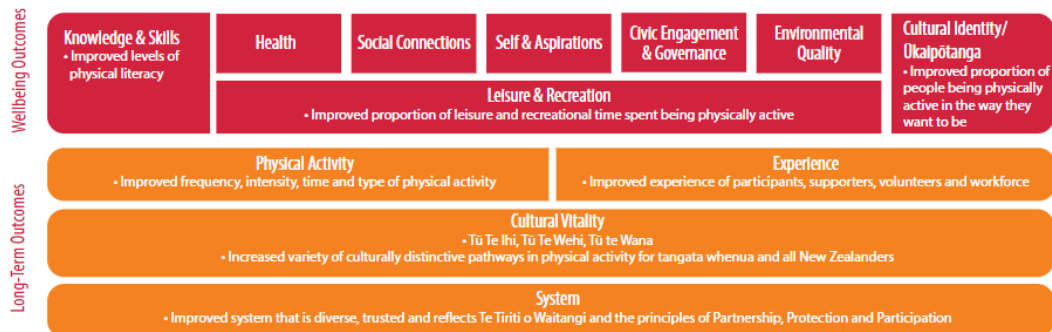 Wellbeing Outcomes
Knowledge & Skills
• Improved levels of
physical literacy
Health
Social Connections
Self & Aspirations
Civic Engagement
& Governance
Environmental
Quality
Cultural Identity/
Okaipōtanga
• Improved proportion of
people being physically
active in the way they
want to be
Leisure & Recreation
• Improved proportion of leisure and recreational time spent being physically active
Long-Term Outcomes
Physical Activity
• Improved frequency, intensity, time and type of physical activity
Experience
• Improved experience of participants, supporters, volunteers and workforce
Cultural Vitality
• Tū Te Ihi, Tū Te Wehi, Tū te Wana
• Increased variety of culturally distinctive pathways in physical activity for tangata whenua and all New Zealanders
System
• Improved system that is diverse, trusted and reflects Te Tiriti o Waitangi and the principles of Partnership, Protection and Participation